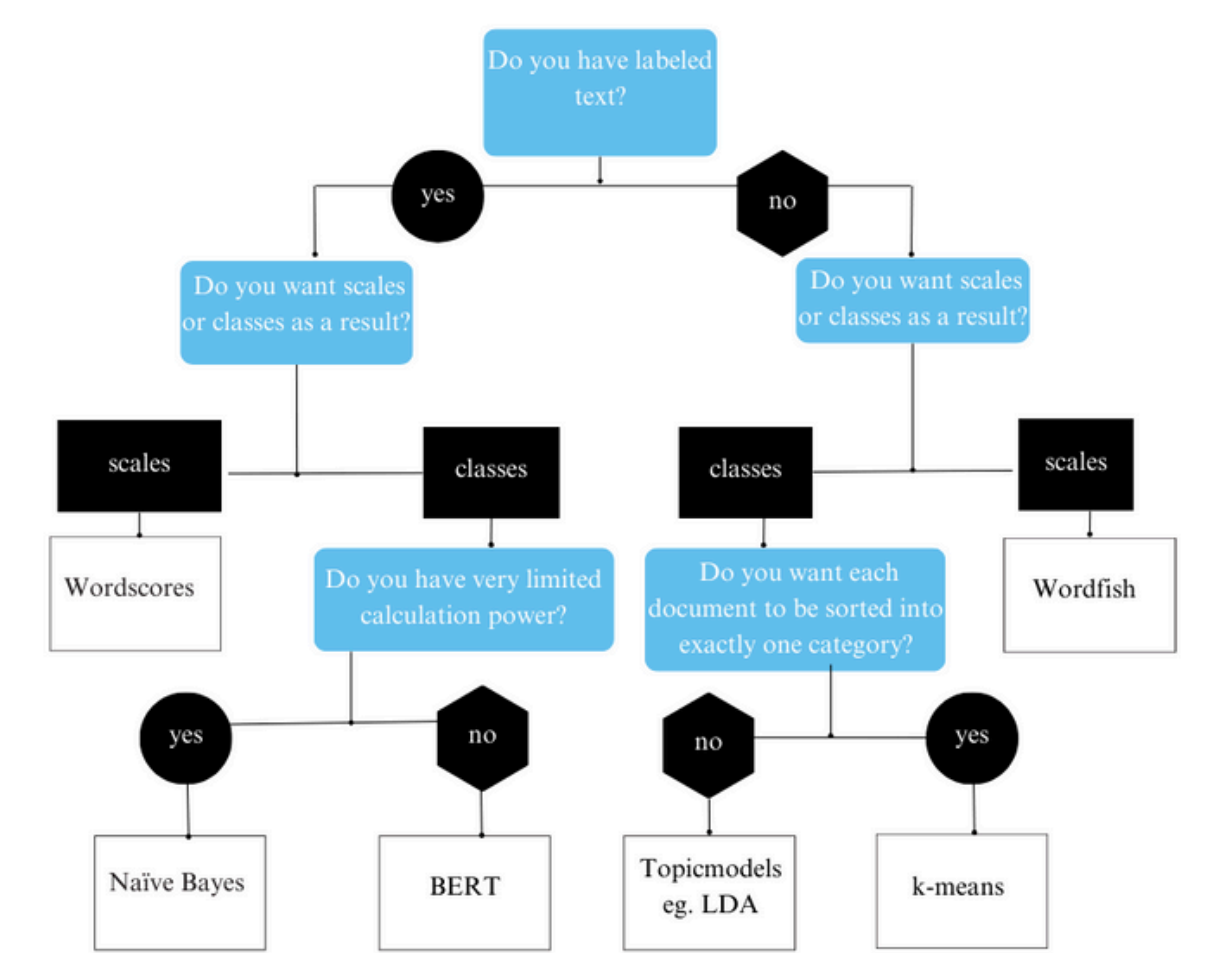 Do you have labeled
text?
yes
no
Do you want scales
or classes as a result?
Do you want scales
or classes as a result?
scales
classes
classes
scales
Wordscores
Do you have very limited
calculation power?
Do you want each
document to be sorted into
exactly one category?
Wordfish
yes
no
no
yes
Naïve Bayes
BERT
Topicmodels
eg. LDA
k-means